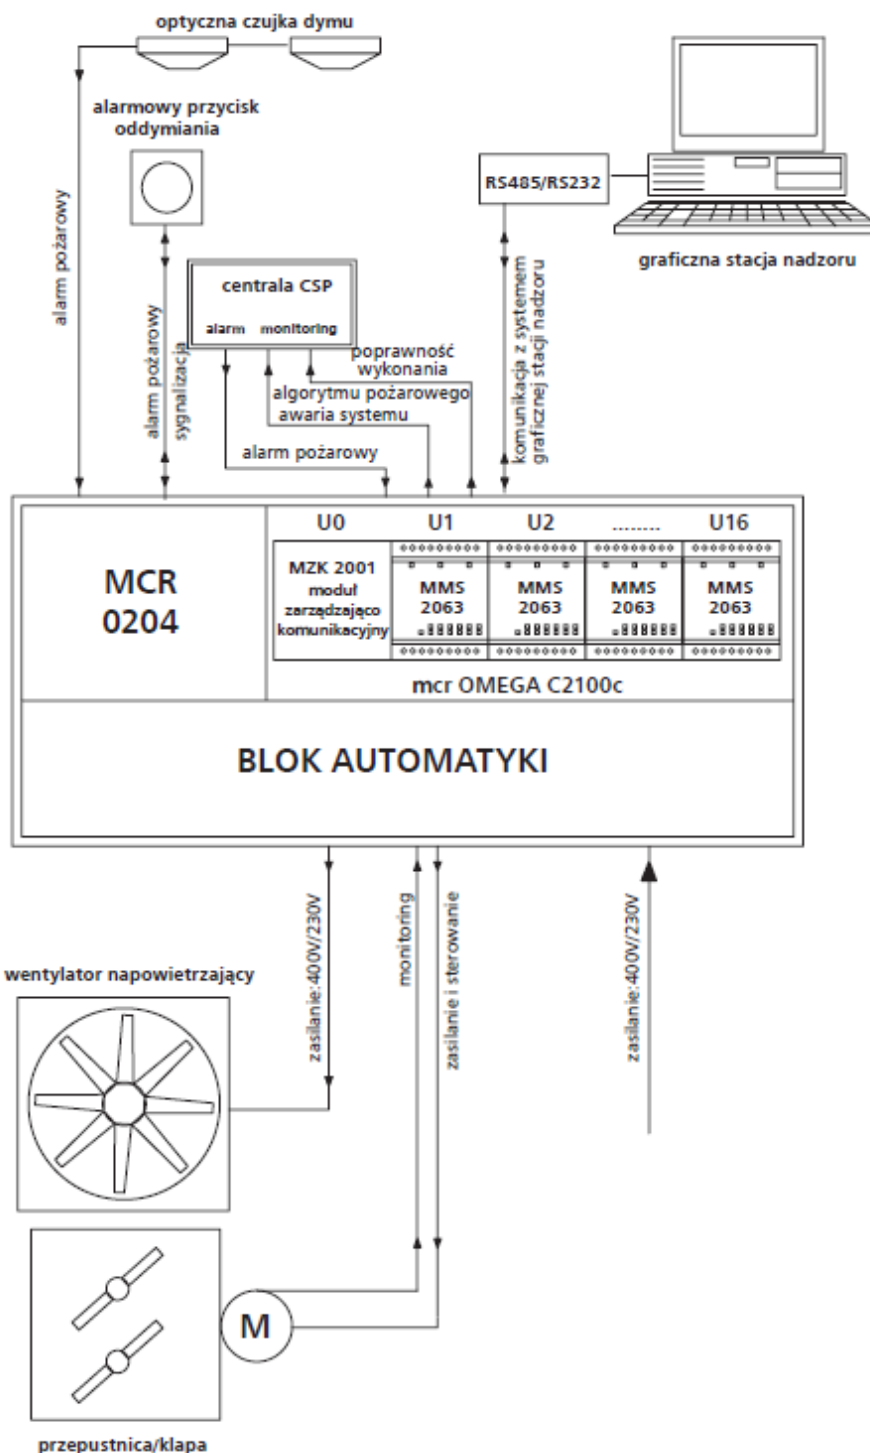 optyczna czujka dymu
alarmowy przycisk
oddymiania
alarm pożarowy
alarm pożarowy
sygnalizacja
centrala CSP
alarm monitoring
RS485/RS232
graficzna stacja nadzoru
komunikacja z systemem
graficznej stacji nadzoru
poprawność
wykonania
algorytmu pożarowego
awaria systemu
alarm pożarowy
MCR
0204
U0 U1 U2 ........ U16
MZK 2001
moduł
zarządzająco
komunikacyjny
MMS
2063
MMS
2063
MMS
2063
MMS
2063
mcr OMEGA C2100c
BLOK AUTOMATYKI
zasilanie:400V/230V
monitoring
zasilanie i sterowanie
zasilanie:400V/230V
wentylator napowietrzający
M
przepustnica/klapa